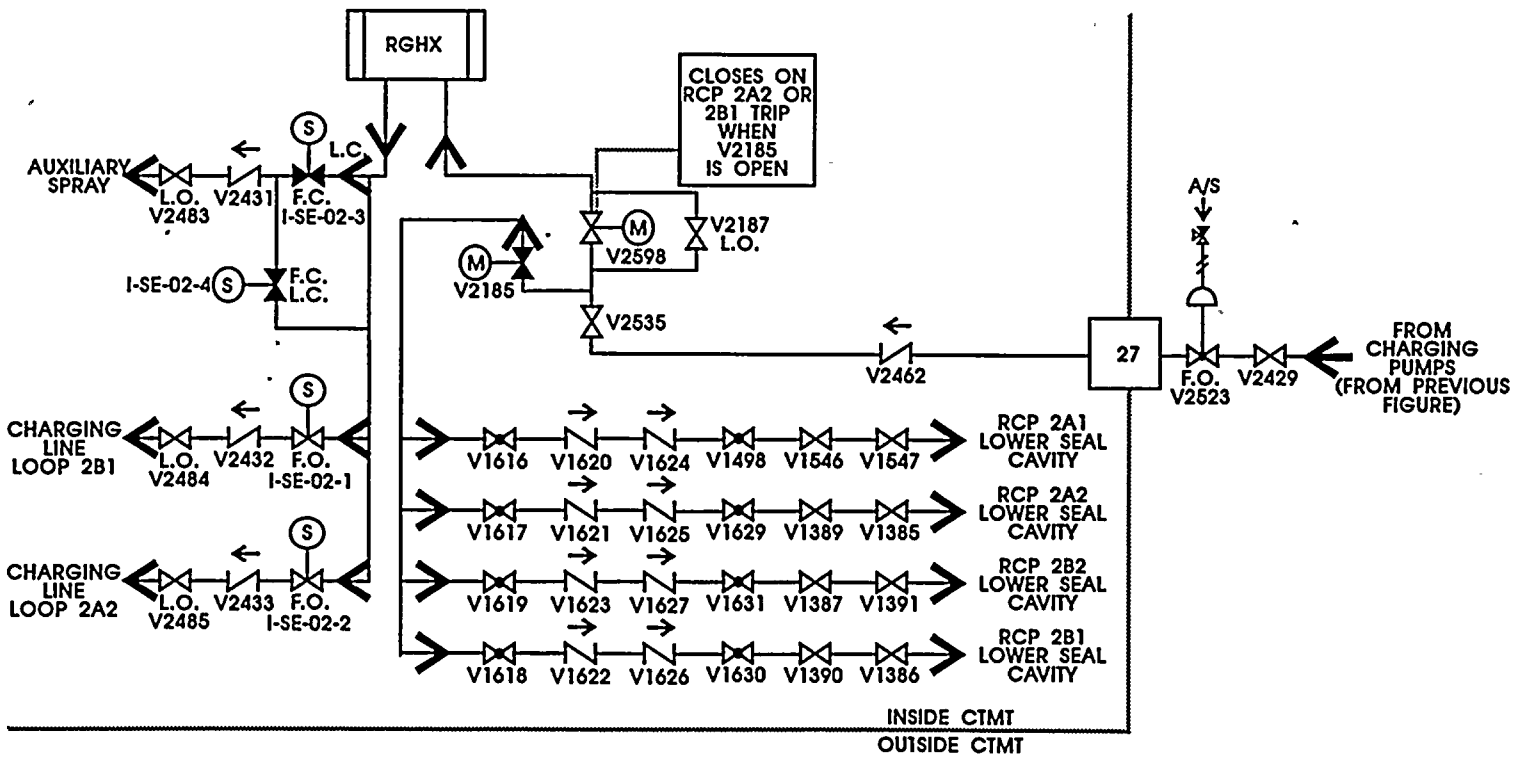 RGHX
CLOSES ON
RCP 2A2 OR
2B1 TRIP
WHEN
V2185
IS OPEN
S
L.C.
AUXILIARY
SPRAY
L.O.
V2483
V2431
F.C.
I-SE-02-3
A/S
M
V2598
V2187
L.O.
M
V2185
I-SE-02-4
S
F.C.
L.C.
V2535
V2462
27
F.O.
V2523
V2429
FROM
CHARGING
PUMPS
(FROM PREVIOUS
FIGURE)
S
CHARGING
LINE
LOOP 2B1
L.O.
V2484
V2432
F.O.
I-SE-02-1
V1616
V1620
V1624
V1498
V1546
V1547
RCP 2A1
LOWER SEAL
CAVITY
V1617
V1621
V1625
V1629
V1389
V1385
RCP 2A2
LOWER SEAL
CAVITY
S
CHARGING
LINE
LOOP 2A2
L.O.
V2485
V2433
F.O.
I-SE-02-2
V1619
V1623
V1627
V1631
V1387
V1391
RCP 2B2
LOWER SEAL
CAVITY
V1618
V1622
V1626
V1630
V1390
V1386
RCP 2B1
LOWER SEAL
CAVITY
INSIDE CTMT
OUTSIDE CTMT